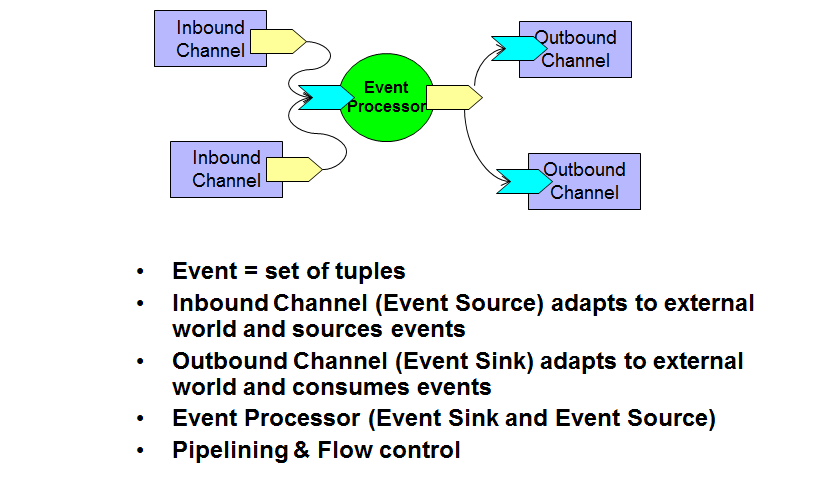 Inbound
Channel
Outbound
Channel
Event
Processor
Inbound
Channel
Outbound
Channel
• Event = set of tuples
• Inbound Channel (Event Source) adapts to external
world and sources events
• Outbound Channel (Event Sink) adapts to external
world and consumes events
• Event Processor (Event Sink and Event Source)
• Pipelining & Flow control